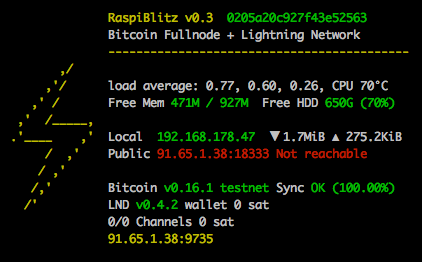 RaspiBlitz v0.3 0205a20c927f43e52563
Bitcoin Fullnode + Lightning Network
load average: 0.77, 0.60, 0.26, CPU 70°C
Free Mem 471M / 927M Free HDD 650G (70%)
Local 192.168.178.47 ▼1.7MiB ▲ 275.2KiB
Public 91.65.1.38:18333 Not reachable
Bitcoin v0.16.1 testnet Sync OK (100.00%)
LND v0.4.2 wallet 0 sat
0/0 Channels 0 sat
91.65.1.38:9735